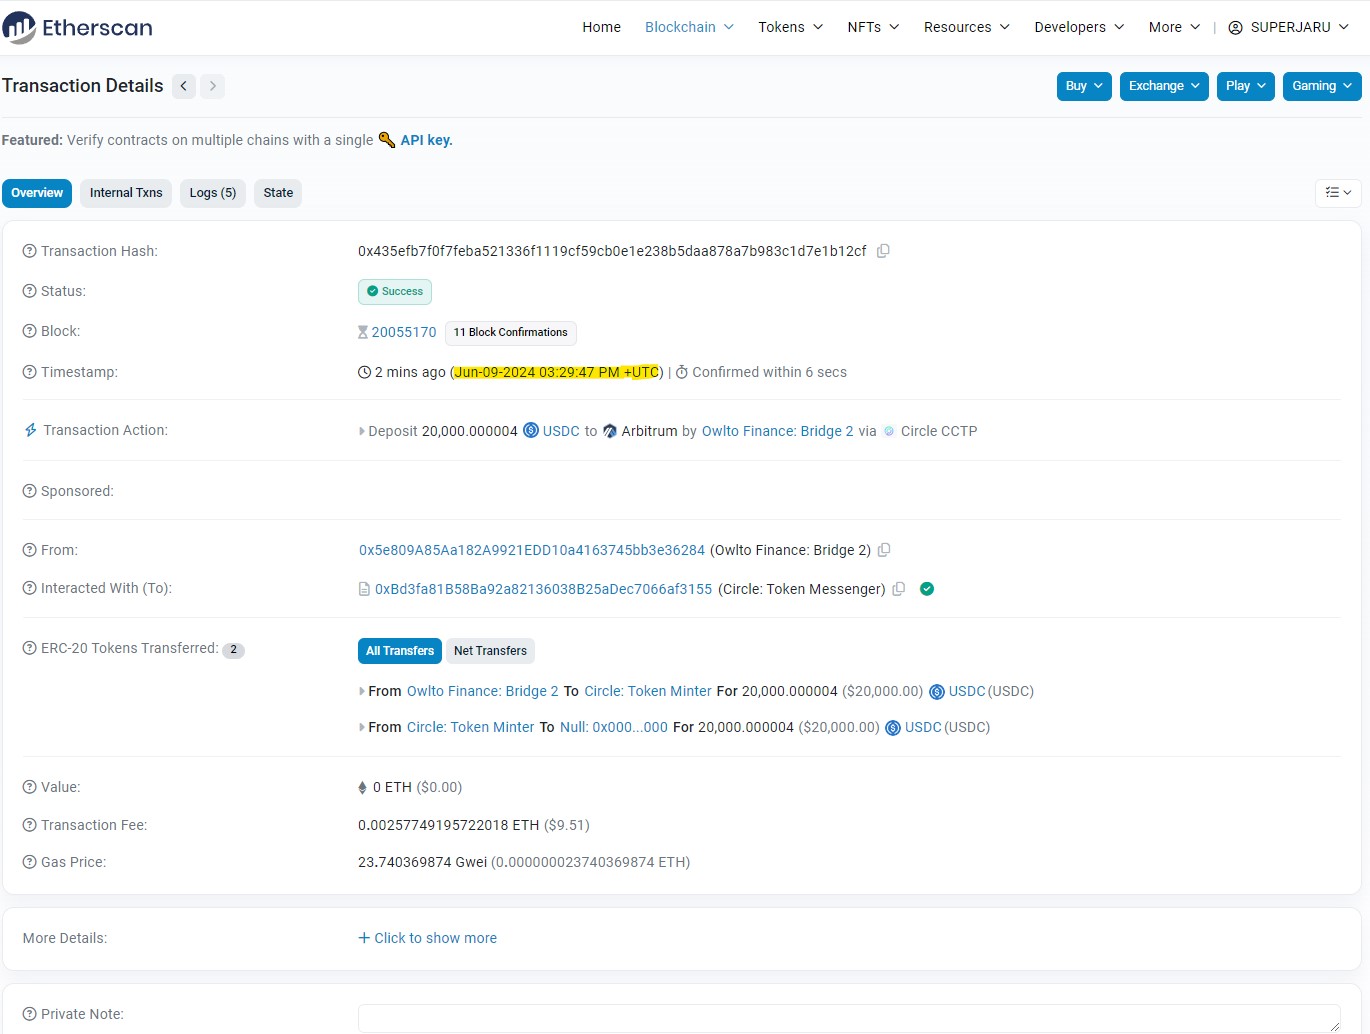 Etherscan
Home Blockchain Tokens NFTs Resources Developers More | SUPERJARU
Transaction Details
Buy Exchange Play Gaming
Featured: Verify contracts on multiple chains with a single API key.
Overview Internal Txns Logs (5) State
Transaction Hash: 0x435efb7f0f7feba521336f1119cf59cb0e1e238b5daa878a7b983c1d7e1b12cf
Status: Success
Block: 20055170 11 Block Confirmations
Timestamp: 2 mins ago (Jun-09-2024 03:29:47 PM +UTC) | Confirmed within 6 secs
Transaction Action: Deposit 20,000.000004 USDC to Arbitrum by Owlto Finance: Bridge 2 via Circle CCTP
Sponsored:
From: 0x5e809A85Aa182A9921EDD10a4163745bb3e36284 (Owlto Finance: Bridge 2)
Interacted With (To): 0xBd3fa81B58Ba92a82136038B25aDec7066af3155 (Circle: Token Messenger)
ERC-20 Tokens Transferred: 2 All Transfers Net Transfers
From Owlto Finance: Bridge 2 To Circle: Token Minter For 20,000.000004 ($20,000.00) USDC (USDC)
From Circle: Token Minter To Null: 0x000...000 For 20,000.000004 ($20,000.00) USDC (USDC)
Value: 0 ETH ($0.00)
Transaction Fee: 0.00257749195722018 ETH ($9.51)
Gas Price: 23.740369874 Gwei (0.000000023740369874 ETH)
More Details: + Click to show more
Private Note: